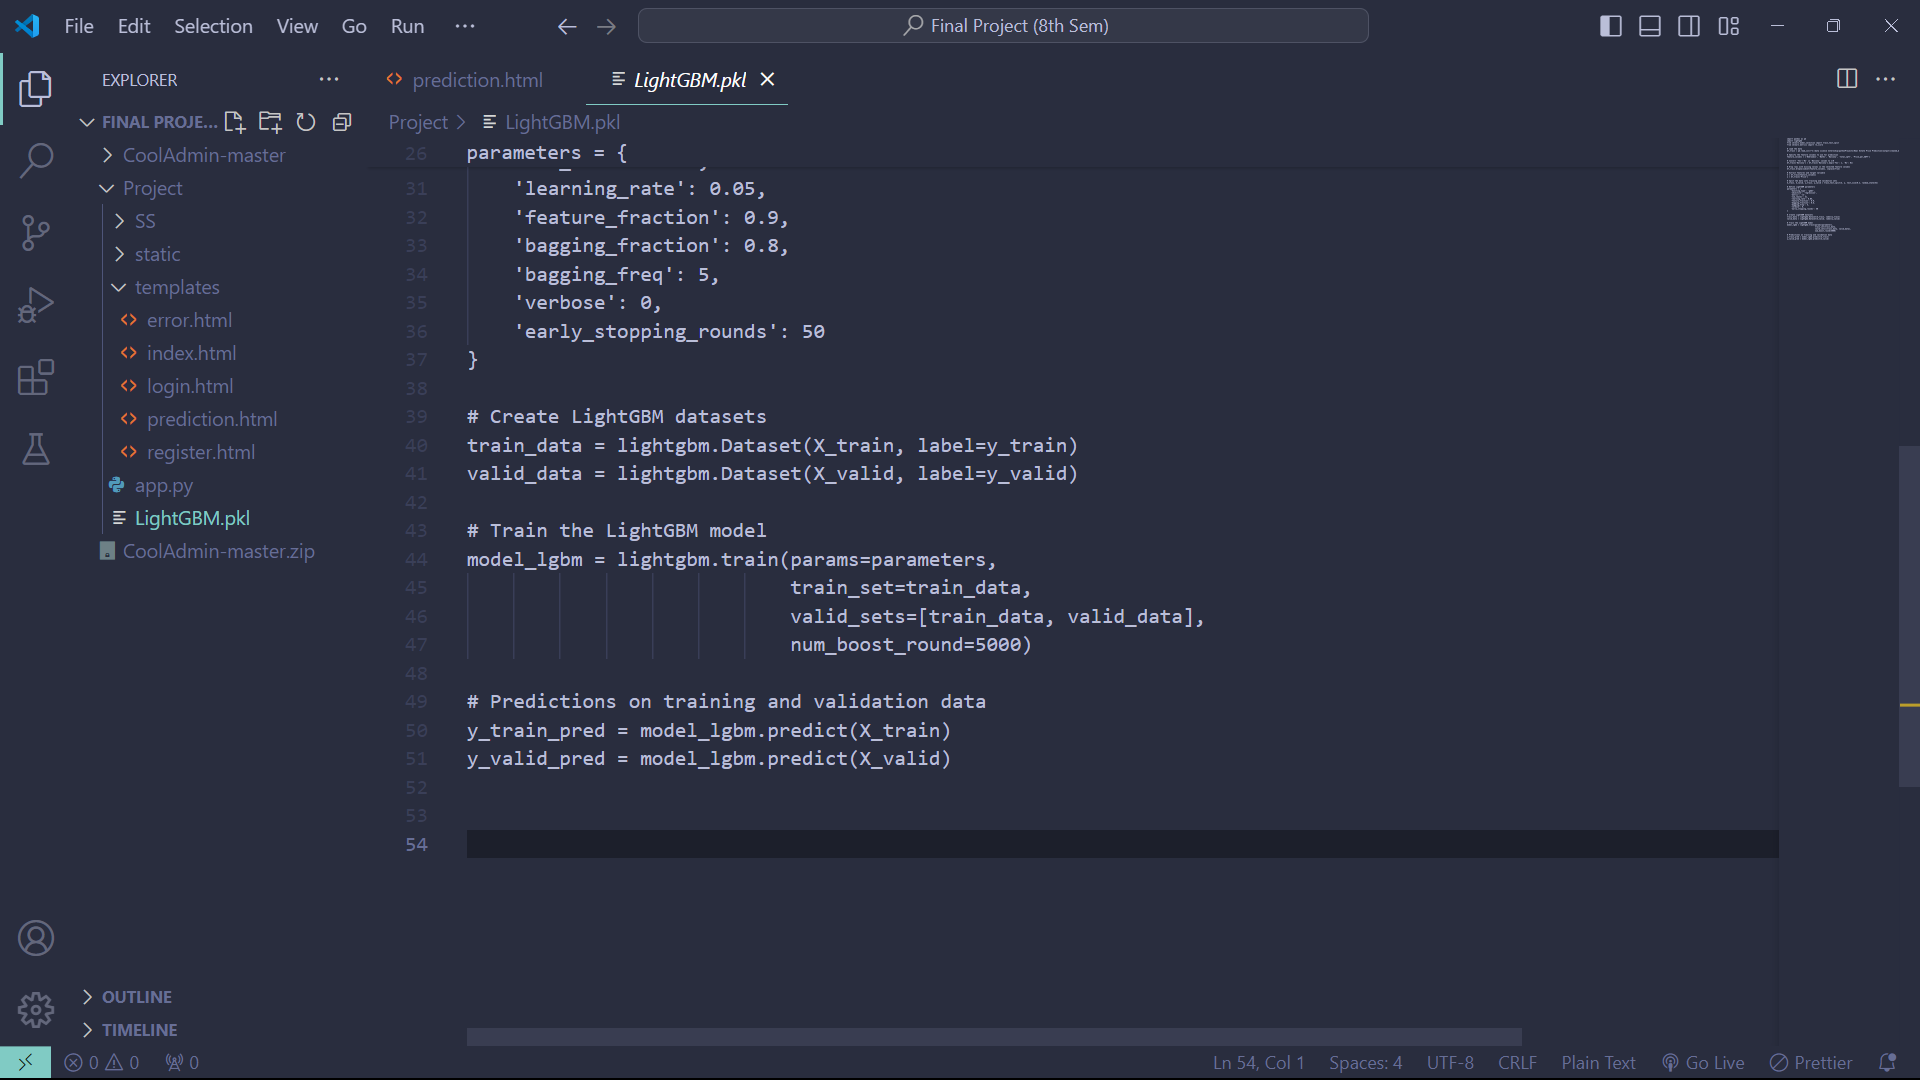 File Edit Selection View Go Run ···
Final Project (8th Sem)
EXPLORER
FINAL PROJE...
CoolAdmin-master
Project
SS
static
templates
error.html
index.html
login.html
prediction.html
register.html
app.py
LightGBM.pkl
CoolAdmin-master.zip
OUTLINE
TIMELINE
prediction.html LightGBM.pkl
Project > LightGBM.pkl
26 parameters = {
31 'learning_rate': 0.05,
32 'feature_fraction': 0.9,
33 'bagging_fraction': 0.8,
34 'bagging_freq': 5,
35 'verbose': 0,
36 'early_stopping_rounds': 50
37 }
38
39 # Create LightGBM datasets
40 train_data = lightgbm.Dataset(X_train, label=y_train)
41 valid_data = lightgbm.Dataset(X_valid, label=y_valid)
42
43 # Train the LightGBM model
44 model_lgbm = lightgbm.train(params=parameters,
45 train_set=train_data,
46 valid_sets=[train_data, valid_data],
47 num_boost_round=5000)
48
49 # Predictions on training and validation data
50 y_train_pred = model_lgbm.predict(X_train)
51 y_valid_pred = model_lgbm.predict(X_valid)
52
53
54
0 0 0 Ln 54, Col 1 Spaces: 4 UTF-8 CRLF Plain Text Go Live Prettier